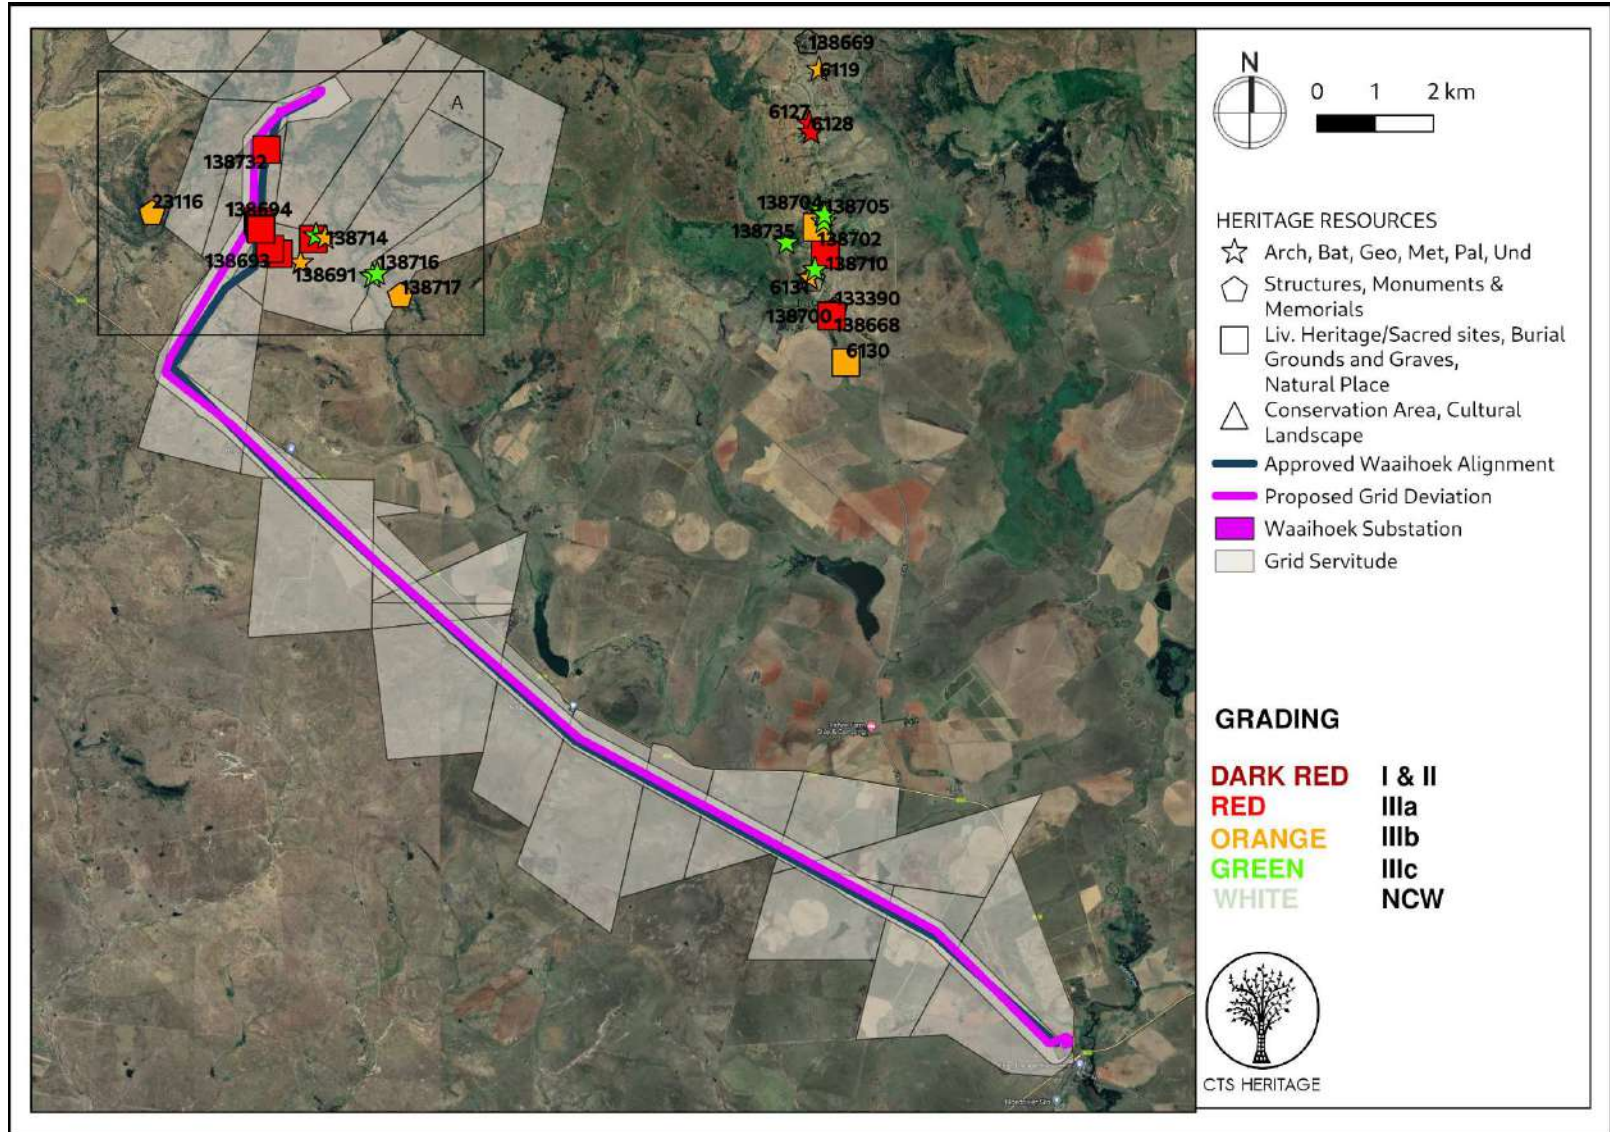 138669
6119
6127
6128
A
138732
23116
138694
138714
138693
138691
138716
138717
138704
138705
138735
138702
138710
6131
133390
138700
138668
6130
N
0 1 2 km
HERITAGE RESOURCES
Arch, Bat, Geo, Met, Pal, Und
Structures, Monuments &
Memorials
Liv. Heritage/Sacred sites, Burial
Grounds and Graves,
Natural Place
Conservation Area, Cultural
Landscape
Approved Waaihoek Alignment
Proposed Grid Deviation
Waaihoek Substation
Grid Servitude
GRADING
DARK RED I & II
RED IIIa
ORANGE IIIb
GREEN IIIc
WHITE NCW
CTS HERITAGE